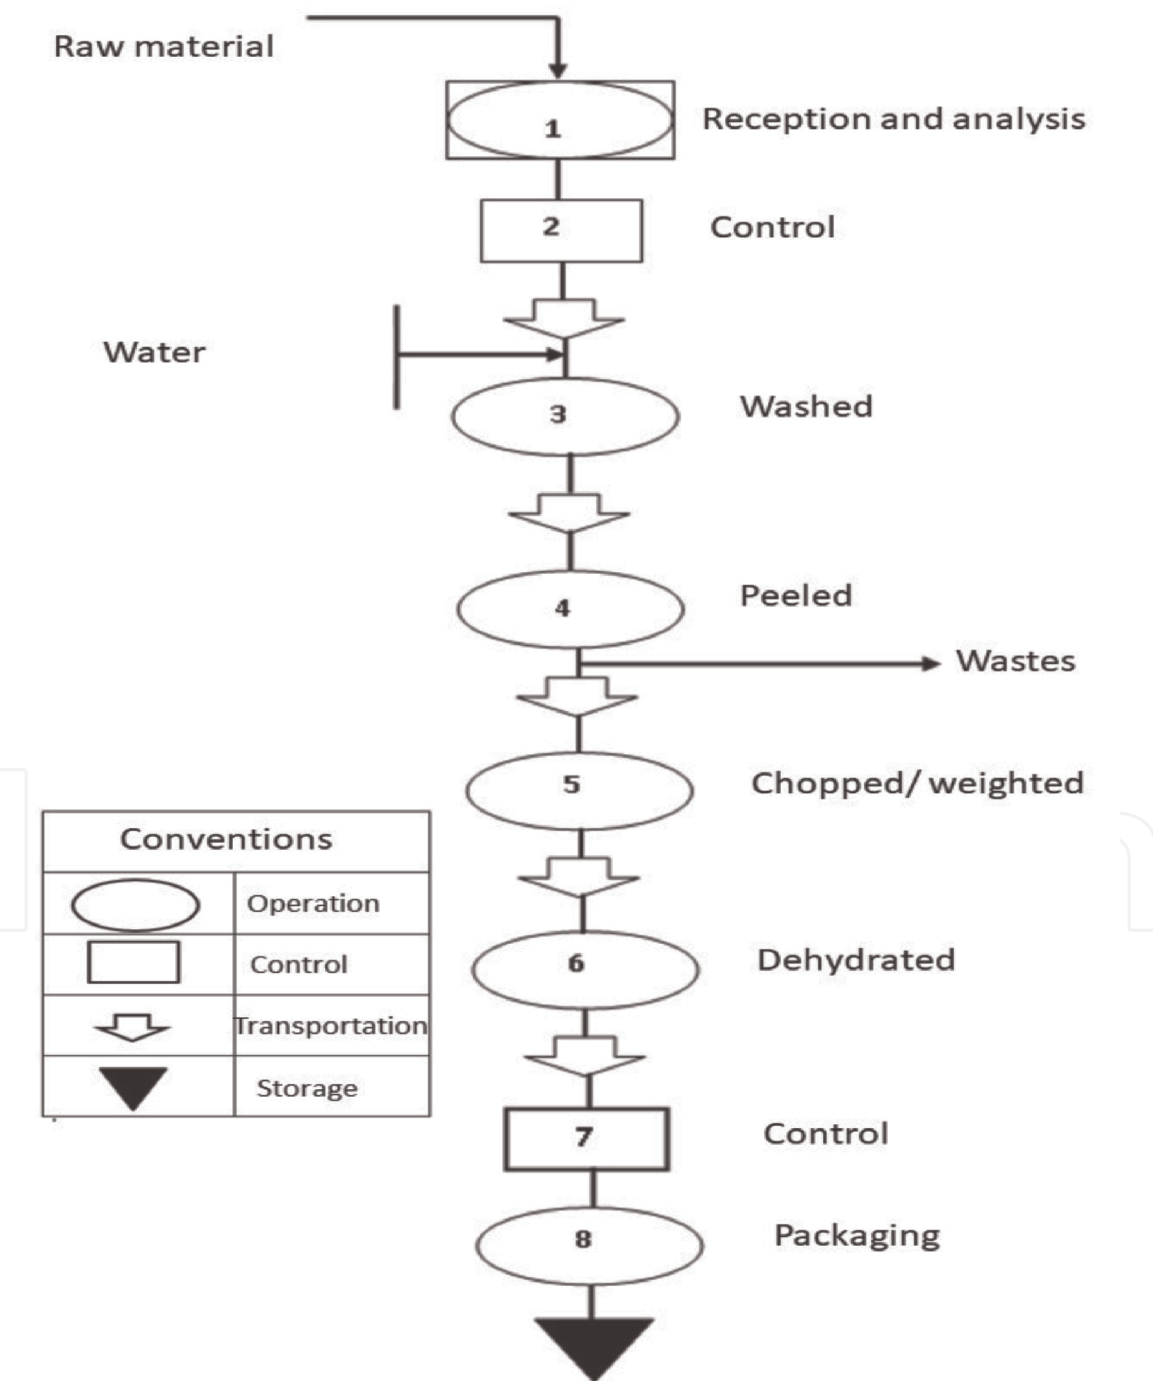 Raw material
1
Reception and analysis
2
Control
Water
3
Washed
4
Peeled
Wastes
5
Chopped/ weighted
6
Dehydrated
7
Control
8
Packaging
Conventions
Operation
Control
Transportation
Storage